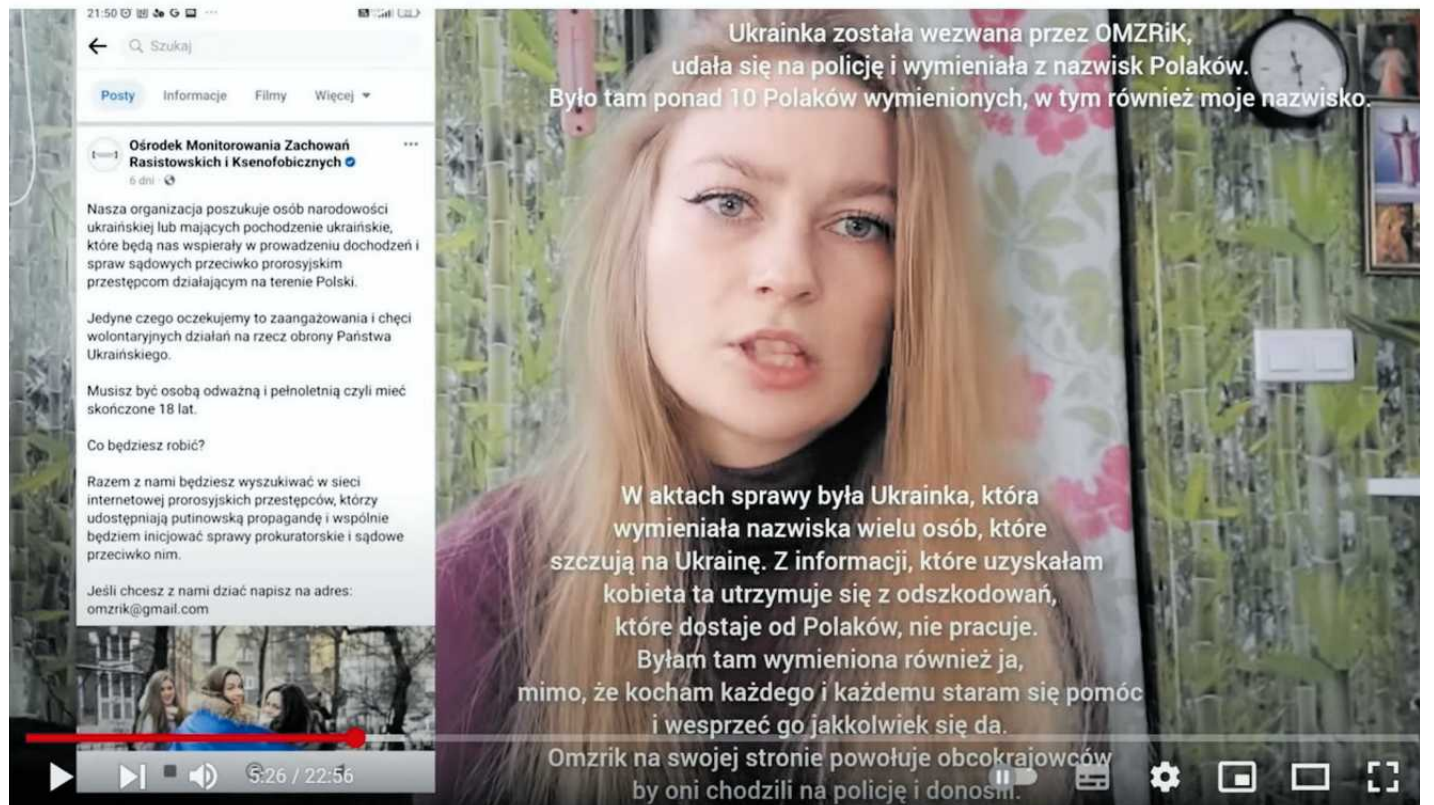 21:50
Szukaj
Posty Informacje Filmy Więcej
Ośrodek Monitorowania Zachowań
Rasistowskich i Ksenofobicznych
6 dni
Nasza organizacja poszukuje osób narodowości
ukraińskiej lub mających pochodzenie ukraińskie,
które będą nas wspierały w prowadzeniu dochodzeń i
spraw sądowych przeciwko prorosyjskim
przestępcom działającym na terenie Polski.
Jedyne czego oczekujemy to zaangażowania i chęci
wolontaryjnych działań na rzecz obrony Państwa
Ukraińskiego.
Musisz być osobą odważną i pełnoletnią czyli mieć
skończone 18 lat.
Co będziesz robić?
Razem z nami będziesz wyszukiwać w sieci
internetowej prorosyjskich przestępców, którzy
udostępniają putinowską propagandę i wspólnie
będziem inicjować sprawy prokuratorskie i sądowe
przeciwko nim.
Jeśli chcesz z nami dziać napisz na adres:
omzrik@gmail.com
Ukrainka została wezwana przez OMZRiK,
udała się na policję i wymieniała z nazwisk Polaków.
Było tam ponad 10 Polaków wymienionych, w tym również moje nazwisko.
W aktach sprawy była Ukrainka, która
wymieniała nazwiska wielu osób, które
szczują na Ukrainę. Z informacji, które uzyskałam
kobieta ta utrzymuje się z odszkodowań,
które dostaje od Polaków, nie pracuje.
Byłam tam wymieniona również ja,
mimo, że kocham każdego i każdemu staram się pomóc
i wesprzeć go jakkolwiek się da.
Omzrik na swojej stronie powołuje obcokrajowców
by oni chodzili na policję i donosili.
5:26 / 22:56